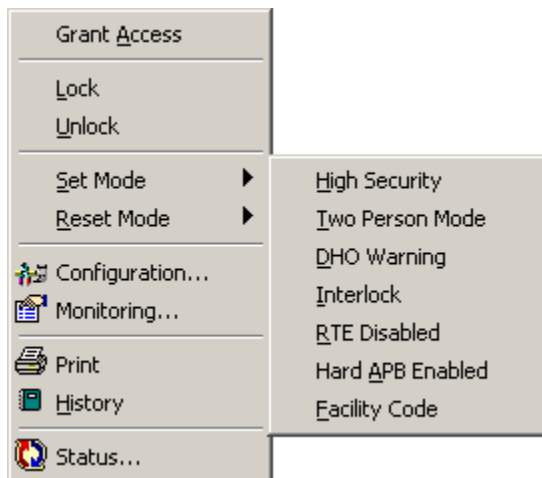 Grant Access
Lock
Unlock
Set Mode
Reset Mode
Configuration...
Monitoring...
Print
History
Status...
High Security
Two Person Mode
DHO Warning
Interlock
RTE Disabled
Hard APB Enabled
Facility Code